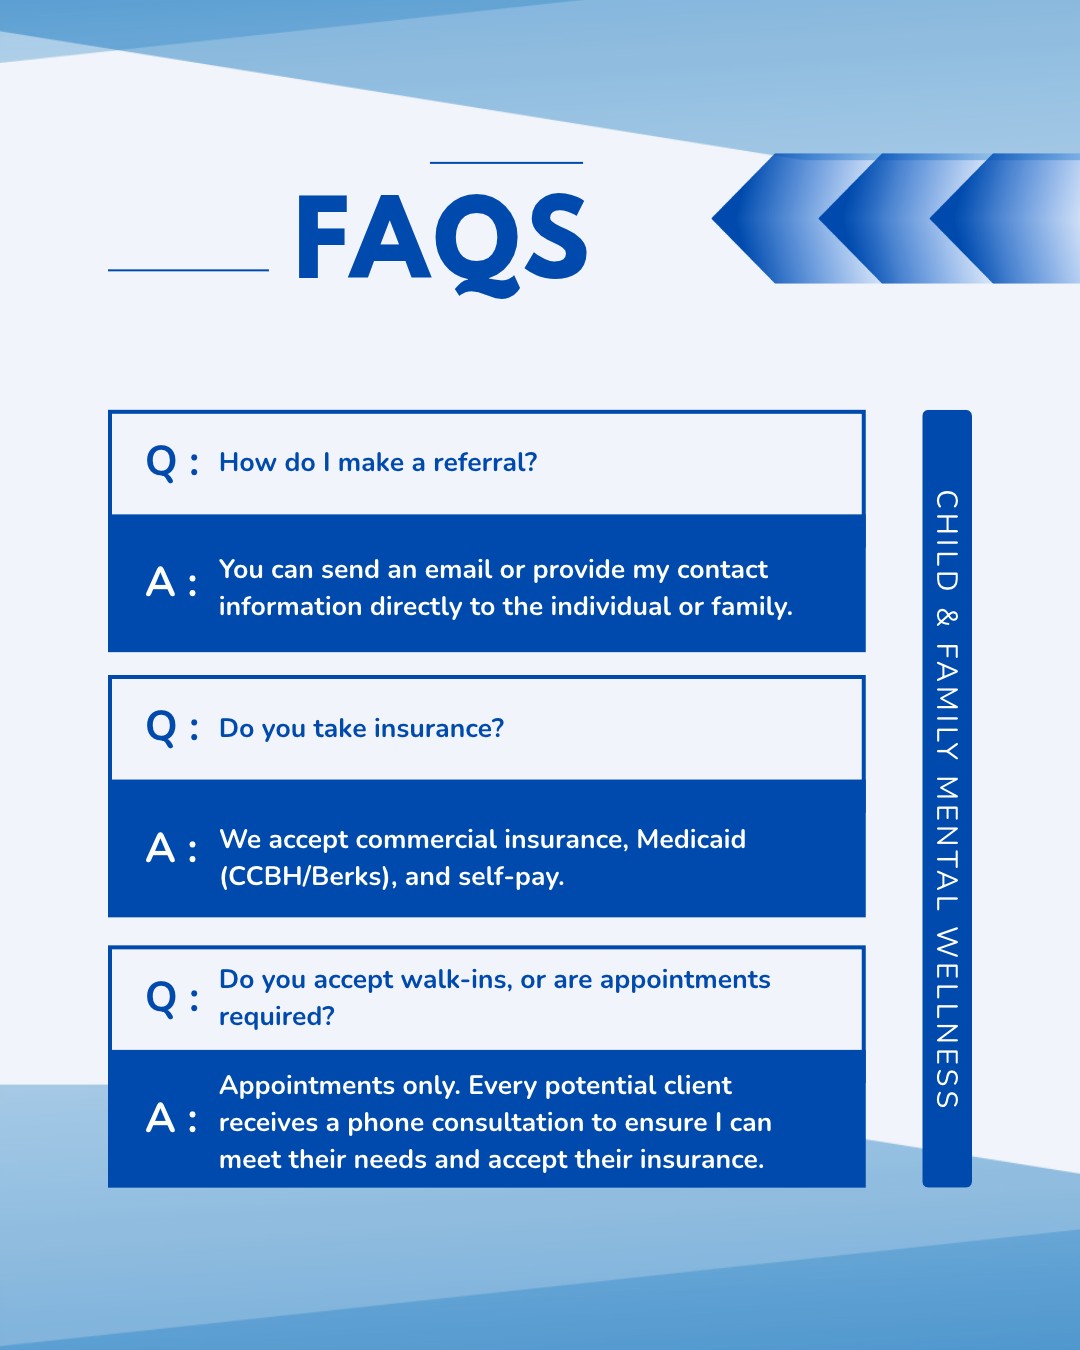 FAQS
Q : How do I make a referral?
A : You can send an email or provide my contact
information directly to the individual or family.
Q : Do you take insurance?
A : We accept commercial insurance, Medicaid
(CCBH/Berks), and self-pay.
Q : Do you accept walk-ins, or are appointments
required?
A : Appointments only. Every potential client
receives a phone consultation to ensure I can
meet their needs and accept their insurance.
CHILD & FAMILY MENTAL WELLNESS